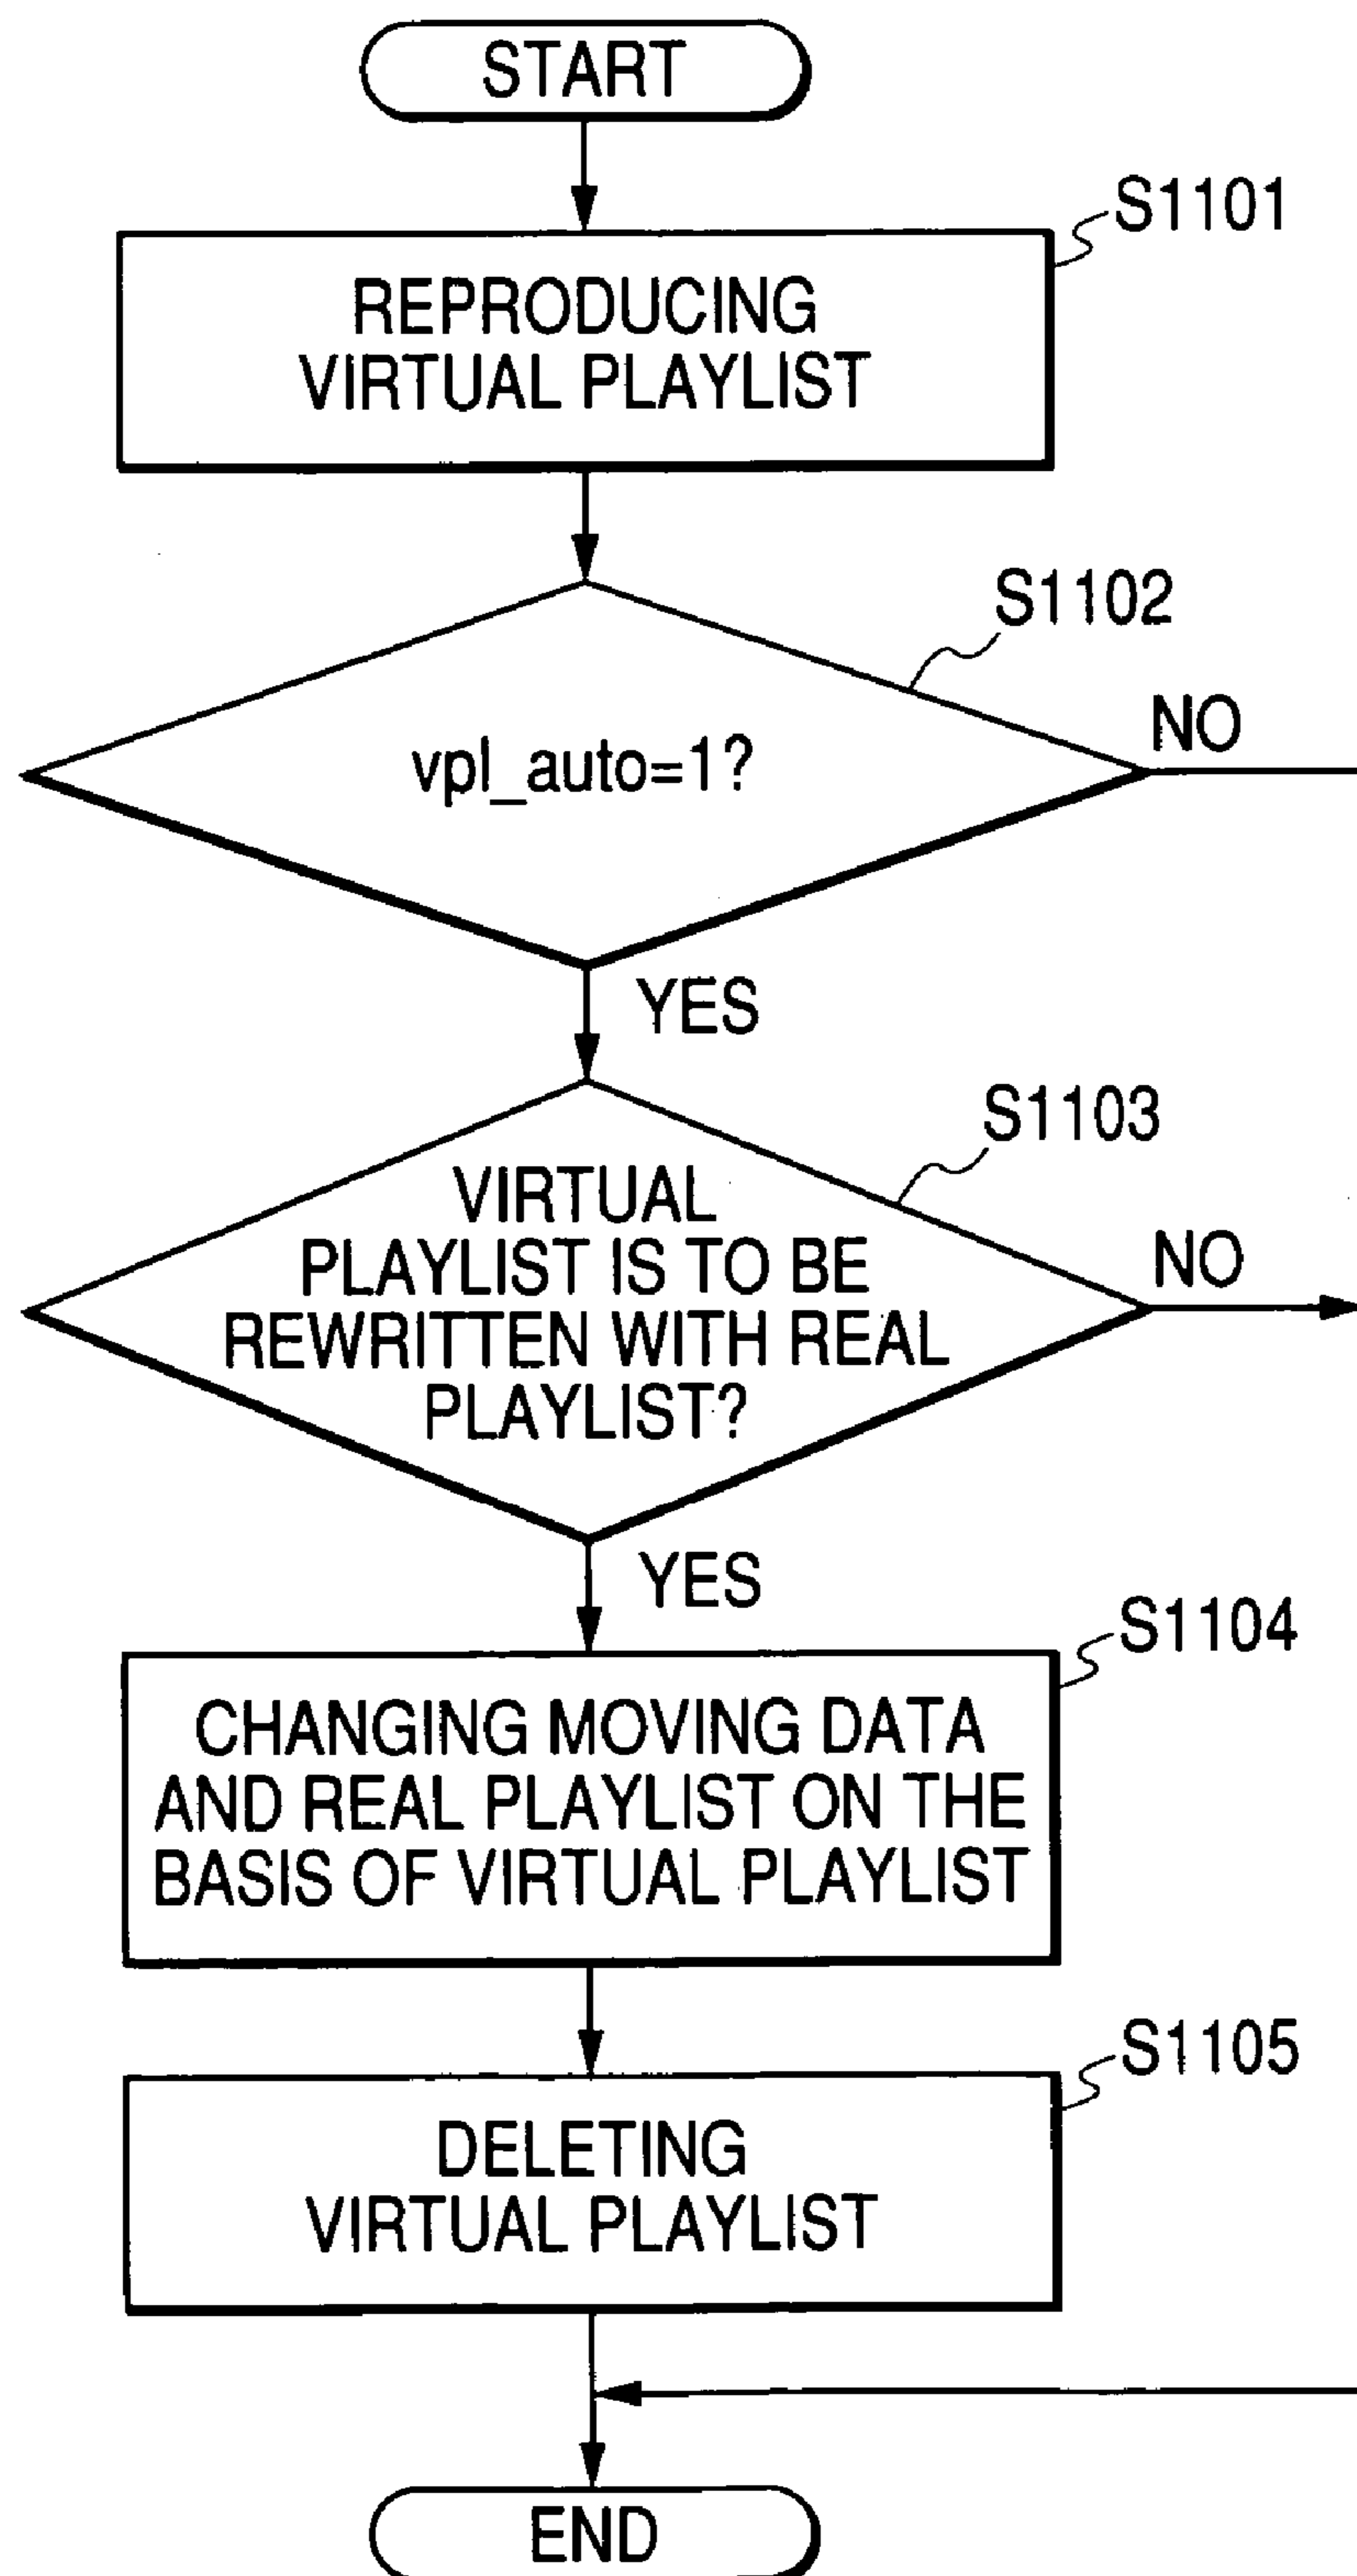 START
S1101
REPRODUCING
VIRTUAL PLAYLIST
S1102
vpl_auto=1?
NO
YES
S1103
VIRTUAL
PLAYLIST IS TO BE
REWRITTEN WITH REAL
PLAYLIST?
NO
YES
S1104
CHANGING MOVING DATA
AND REAL PLAYLIST ON THE
BASIS OF VIRTUAL PLAYLIST
S1105
DELETING
VIRTUAL PLAYLIST
END